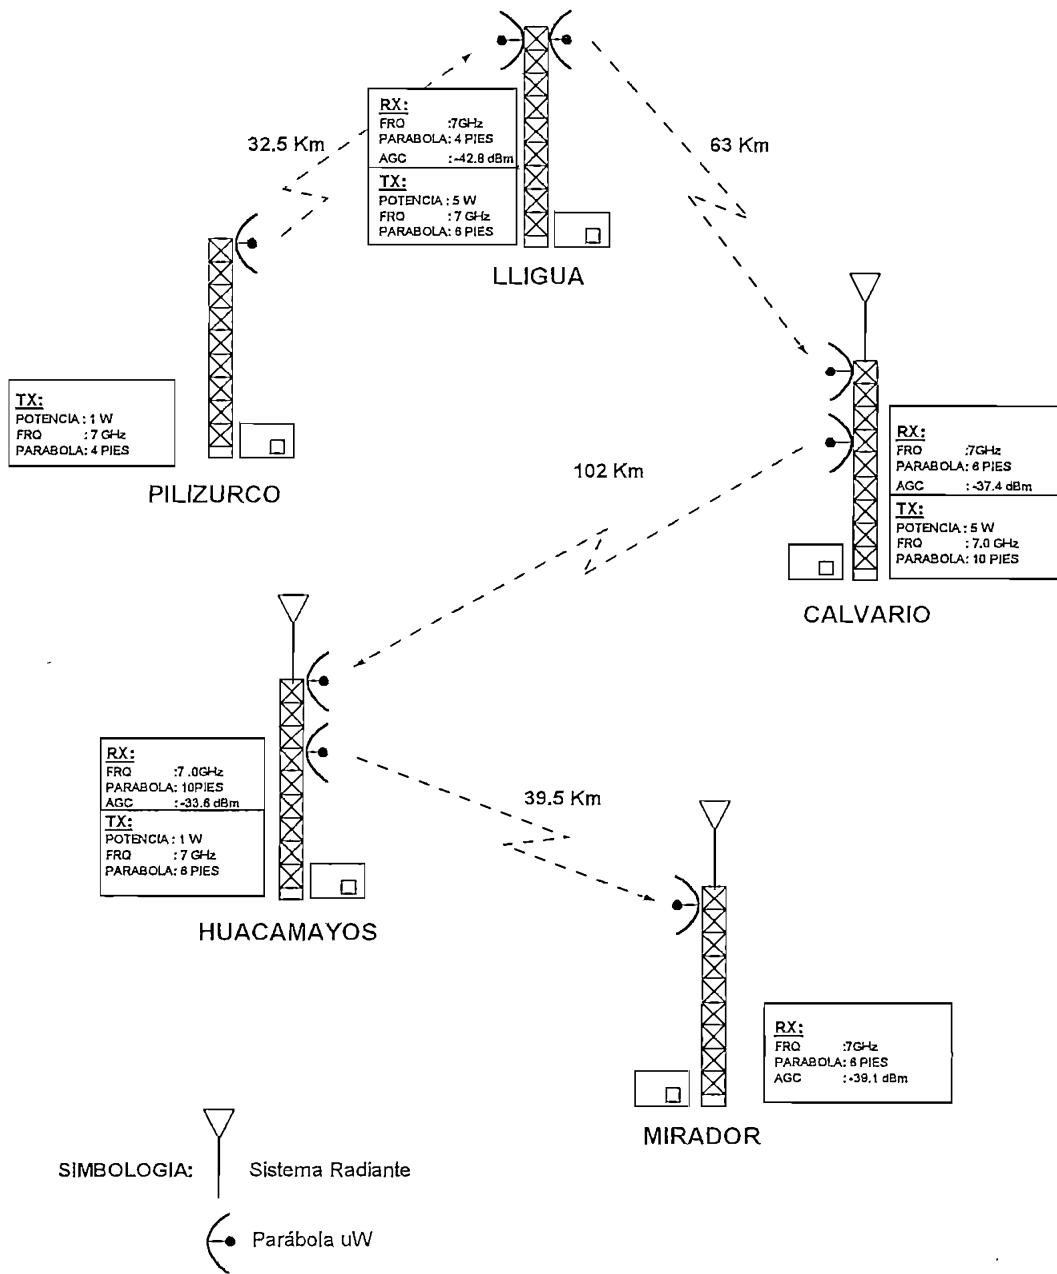 32.5 Km
RX:
FRQ :7GHz
PARABOLA: 4 PIES
AGC :-42.8 dBm
TX:
POTENCIA : 5 W
FRQ : 7 GHz
PARABOLA: 6 PIES
LLIGUA
63 Km
TX:
POTENCIA : 1 W
FRQ : 7 GHz
PARABOLA: 4 PIES
PILIZURCO
102 Km
RX:
FRQ :7GHz
PARABOLA: 6 PIES
AGC :-37.4 dBm
TX:
POTENCIA : 5 W
FRQ : 7.0 GHz
PARABOLA: 10 PIES
CALVARIO
RX:
FRQ :7.0GHz
PARABOLA: 10PIES
AGC :-33.6 dBm
TX:
POTENCIA : 1 W
FRQ : 7 GHz
PARABOLA: 6 PIES
HUACAMAYOS
39.5 Km
RX:
FRQ :7GHz
PARABOLA: 6 PIES
AGC :-39.1 dBm
MIRADOR
SIMBOLOGIA: Sistema Radiante
Parábola uW